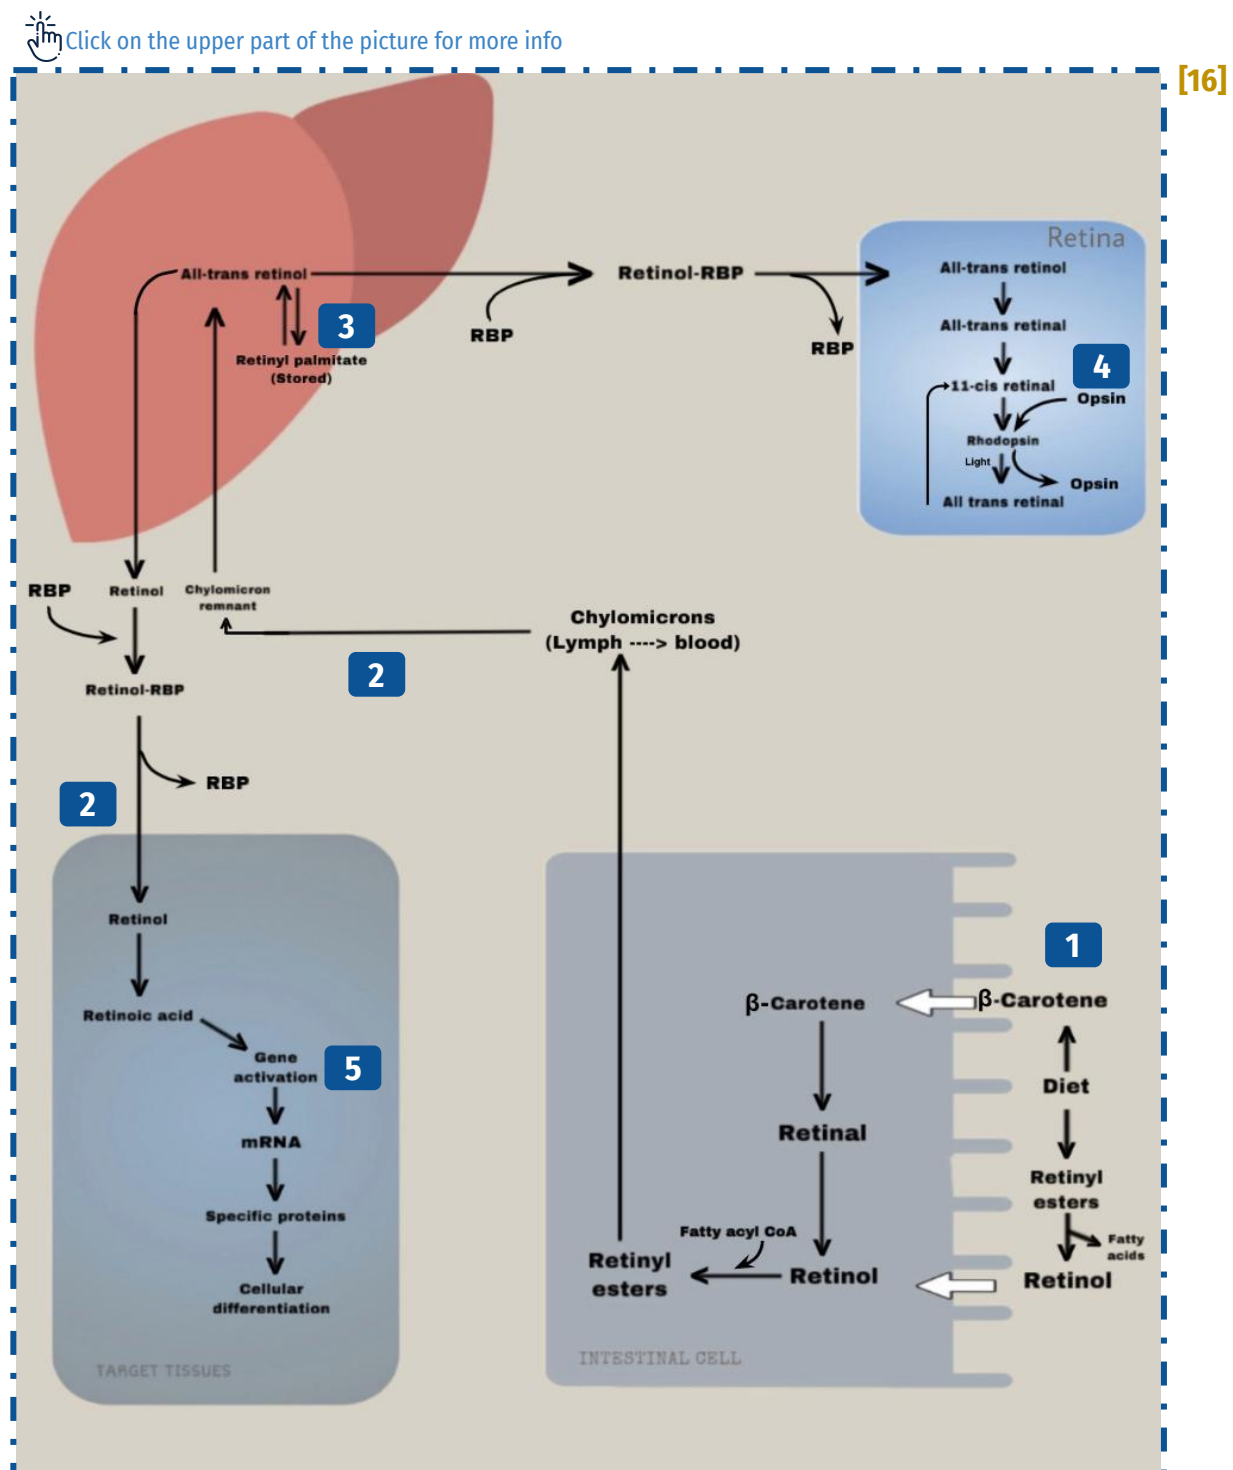 Click on the upper part of the picture for more info
[16]
Retina
All-trans retinol
3
Retinyl palmitate
(Stored)
RBP
Retinol-RBP
RBP
All-trans retinol
All-trans retinal
4
11-cis retinal
Opsin
Rhodopsin
Light
Opsin
All trans retinal
RBP
Retinol
Chylomicron
remnant
Chylomicrons
(Lymph ----> blood)
2
Retinol-RBP
RBP
2
Retinol
Retinoic acid
Gene
activation
5
mRNA
Specific proteins
Cellular
differentiation
TARGET TISSUES
1
β-Carotene
β-Carotene
Diet
Retinal
Retinyl
esters
Fatty
acids
Retinol
Fatty acyl CoA
Retinol
Retinyl
esters
INTESTINAL CELL